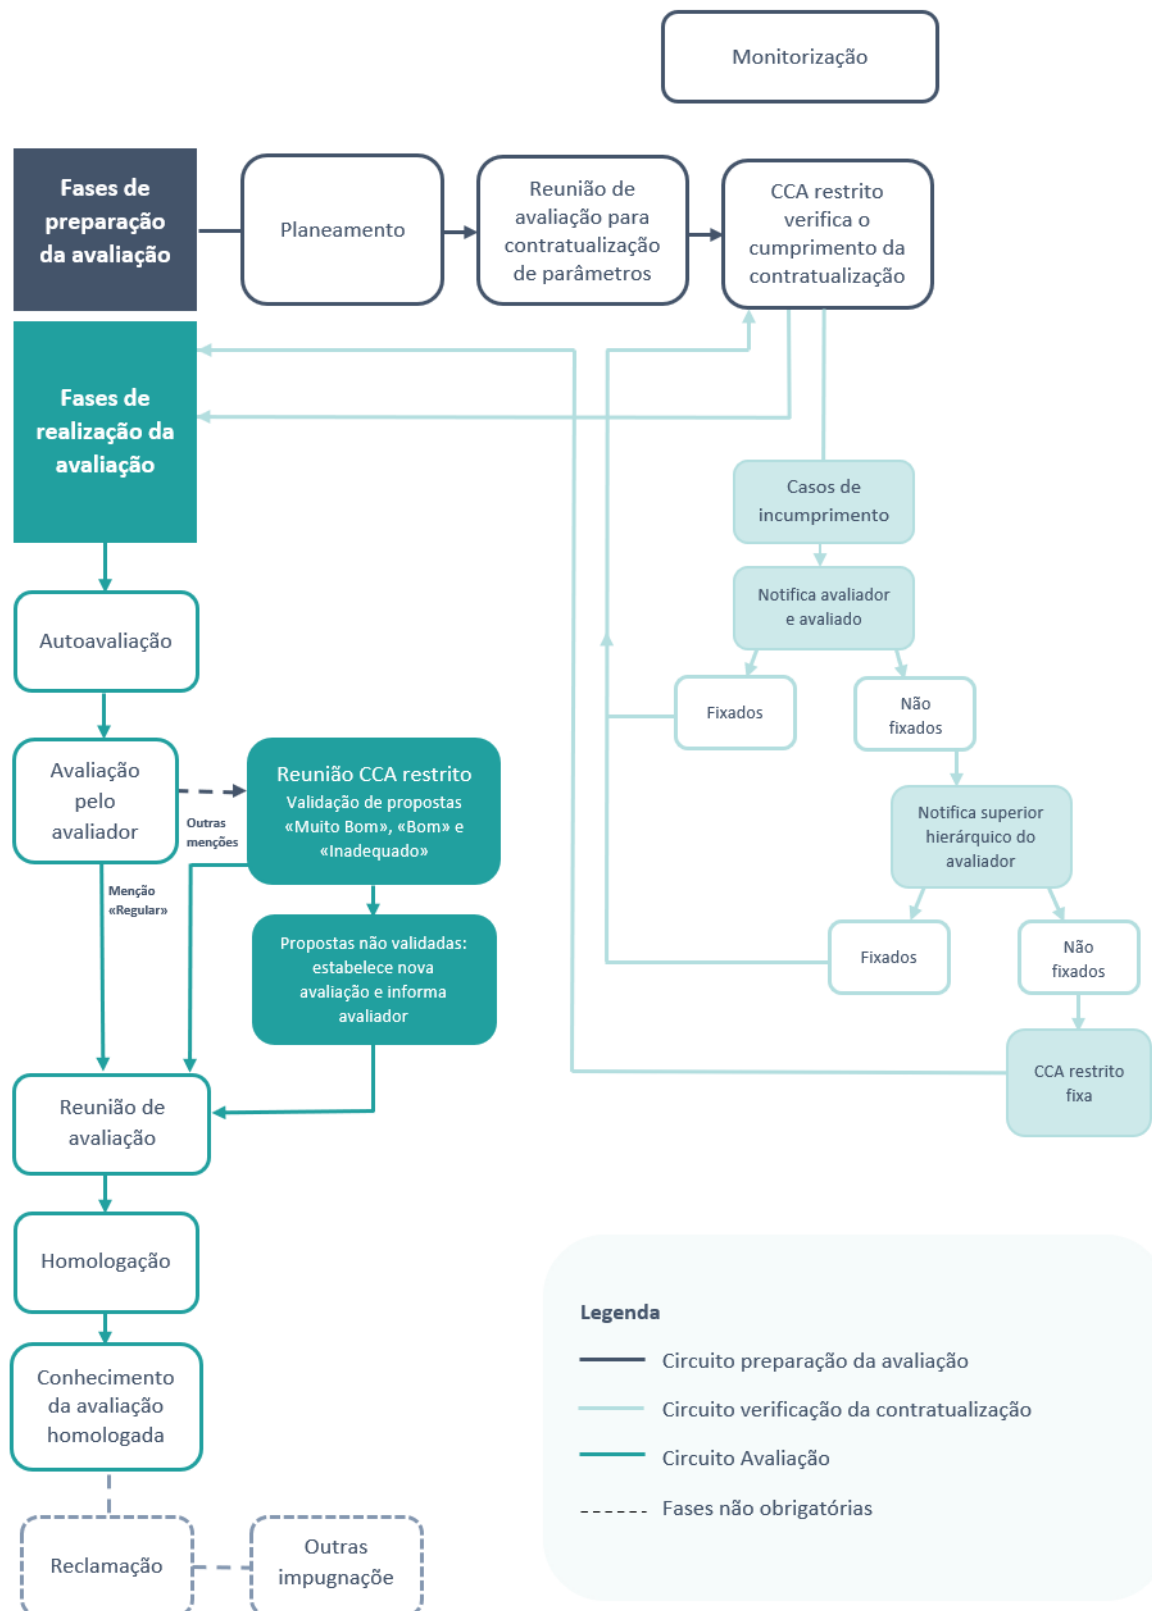 Monitorização
Fases de
preparação
da avaliação
Planeamento
Reunião de
avaliação para
contratualização
de parâmetros
CCA restrito
verifica o
cumprimento da
contratualização
Fases de
realização da
avaliação
Casos de
incumprimento
Notifica avaliador
e avaliado
Fixados
Não
fixados
Notifica superior
hierárquico do
avaliador
Fixados
Não
fixados
CCA restrito
fixa
Autoavaliação
Avaliação
pelo
avaliador
Outras
menções
Menção
«Regular»
Reunião CCA restrito
Validação de propostas
«Muito Bom», «Bom» e
«Inadequado»
Propostas não validadas:
estabelece nova
avaliação e informa
avaliador
Reunião de
avaliação
Homologação
Conhecimento
da avaliação
homologada
Reclamação
Outras
impugnaçõe
Legenda
Circuito preparação da avaliação
Circuito verificação da contratualização
Circuito Avaliação
Fases não obrigatórias